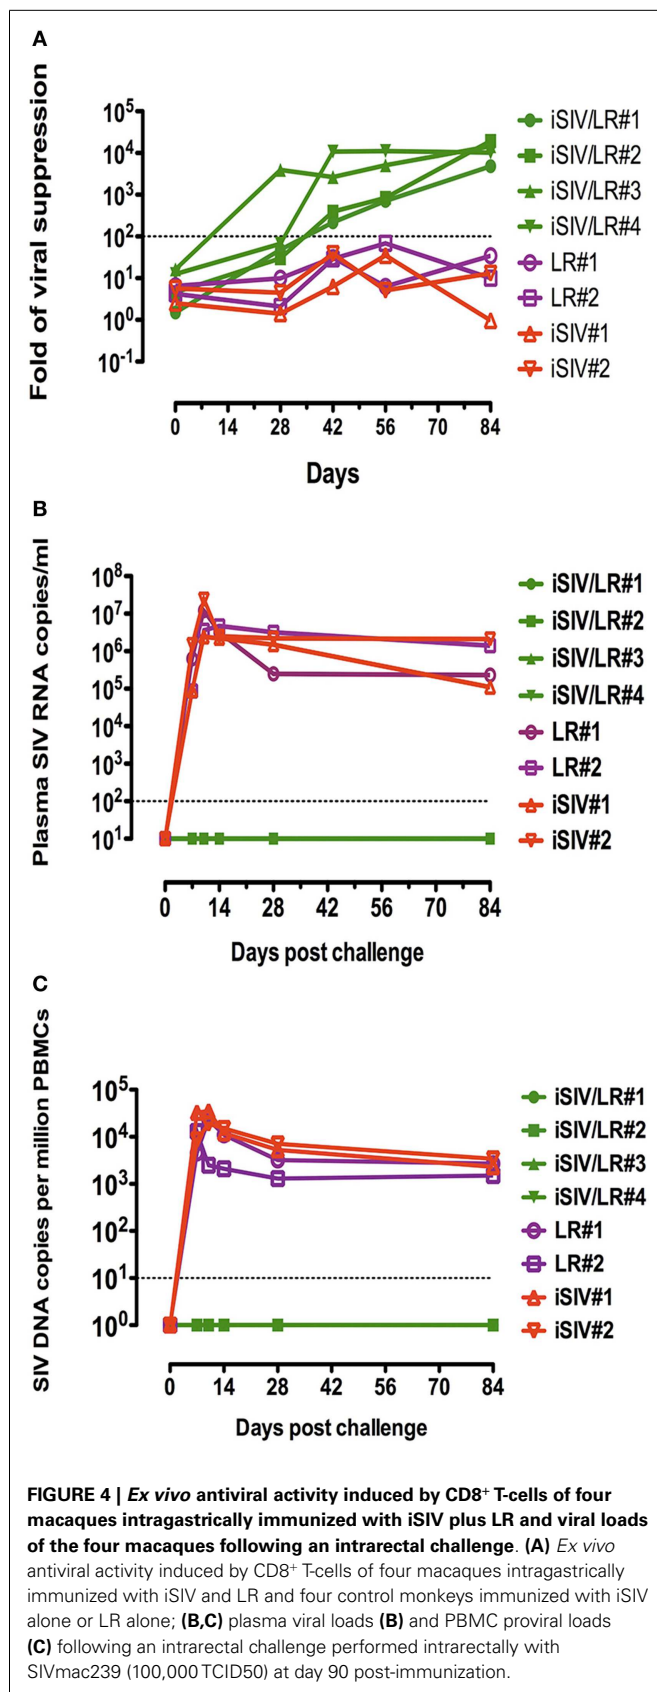 A
Fold of viral suppression
10⁵
10⁴
10³
10²
10¹
10⁰
10⁻¹
0 14 28 42 56 70 84
Days
iSIV/LR#1
iSIV/LR#2
iSIV/LR#3
iSIV/LR#4
LR#1
LR#2
iSIV#1
iSIV#2
B
Plasma SIV RNA copies/ml
10⁸
10⁷
10⁶
10⁵
10⁴
10³
10²
10¹
0 14 28 42 56 70 84
Days post challenge
iSIV/LR#1
iSIV/LR#2
iSIV/LR#3
iSIV/LR#4
LR#1
LR#2
iSIV#1
iSIV#2
C
SIV DNA copies per million PBMCs
10⁵
10⁴
10³
10²
10¹
10⁰
0 14 28 42 56 70 84
Days post challenge
iSIV/LR#1
iSIV/LR#2
iSIV/LR#3
iSIV/LR#4
LR#1
LR#2
iSIV#1
iSIV#2
FIGURE 4 | Ex vivo antiviral activity induced by CD8⁺ T-cells of four
macaques intragastrically immunized with iSIV plus LR and viral loads
of the four macaques following an intrarectal challenge. (A) Ex vivo
antiviral activity induced by CD8⁺ T-cells of four macaques intragastrically
immunized with iSIV and LR and four control monkeys immunized with iSIV
alone or LR alone; (B,C) plasma viral loads (B) and PBMC proviral loads
(C) following an intrarectal challenge performed intrarectally with
SIVmac239 (100,000 TCID50) at day 90 post-immunization.